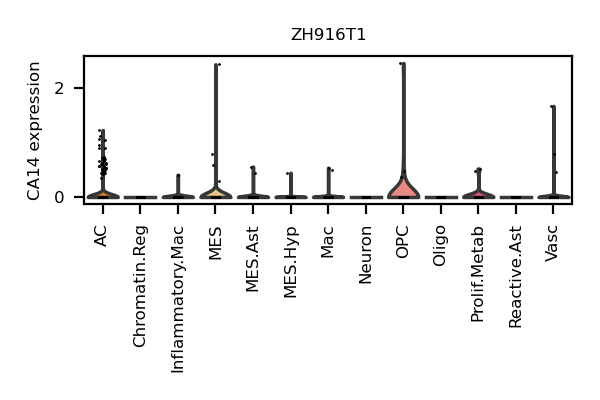 ZH916T1
CA14 expression
2
0
AC
Chromatin.Reg
Inflammatory.Mac
MES
MES.Ast
MES.Hyp
Mac
Neuron
OPC
Oligo
Prolif.Metab
Reactive.Ast
Vasc